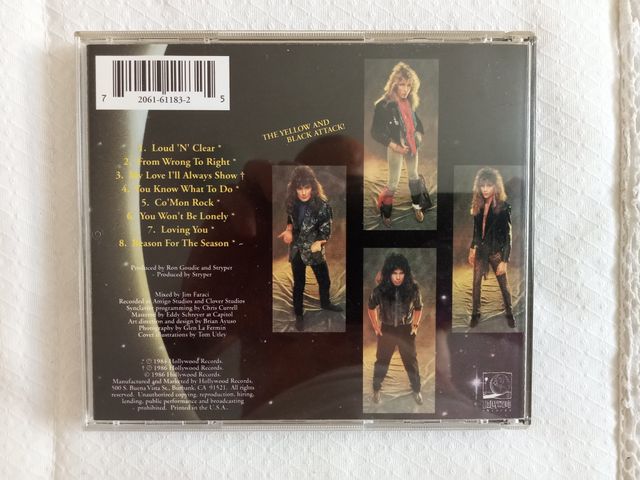 7 2061-61183-2 5
THE YELLOW AND
BLACK ATTACK!
1. Loud 'N' Clear *
2. From Wrong To Right *
3. My Love I'll Always Show †
4. You Know What To Do *
5. Co'Mon Rock *
6. You Won't Be Lonely *
7. Loving You *
8. Reason For The Season * ~
Produced by Ron Goudie and Stryper
~ Produced by Stryper
Mixed by Jim Faraci
Recorded at Amigo Studios and Clover Studios
Synclavier programming by Chris Currell
Mastered by Eddy Schreyer at Capitol
Art direction and design by Brian Ayuso
Photography by Glen La Fermin
Cover illustrations by Tom Utley
* ℗ 1984 Hollywood Records.
† ℗ 1986 Hollywood Records.
© 1986 Hollywood Records.
Manufactured and Marketed by Hollywood Records.
500 S. Buena Vista St., Burbank, CA 91521. All rights
reserved. Unauthorized copying, reproduction, hiring,
lending, public performance and broadcasting
prohibited. Printed in the U.S.A.